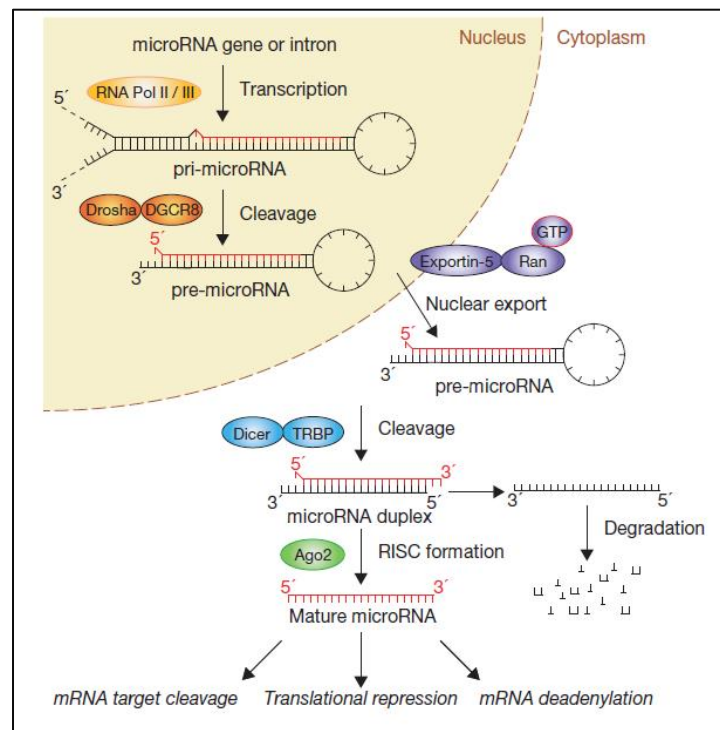 microRNA gene or intron
Nucleus
Cytoplasm
RNA Pol II / III
Transcription
5´
3´
pri-microRNA
Drosha
DGCR8
Cleavage
5´
3´
pre-microRNA
GTP
Exportin-5
Ran
Nuclear export
5´
3´
pre-microRNA
Dicer
TRBP
Cleavage
5´
3´
3´
5´
microRNA duplex
3´
5´
Degradation
Ago2
RISC formation
5´
3´
Mature microRNA
mRNA target cleavage
Translational repression
mRNA deadenylation